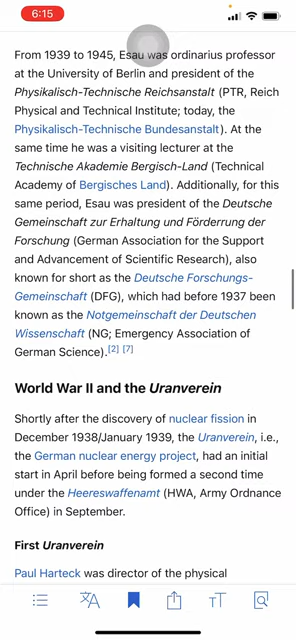 6:15
From 1939 to 1945, Esau was ordinarius professor
at the University of Berlin and president of the
Physikalisch-Technische Reichsanstalt (PTR, Reich
Physical and Technical Institute; today, the
Physikalisch-Technische Bundesanstalt). At the
same time he was a visiting lecturer at the
Technische Akademie Bergisch-Land (Technical
Academy of Bergisches Land). Additionally, for this
same period, Esau was president of the Deutsche
Gemeinschaft zur Erhaltung und Förderrung der
Forschung (German Association for the Support
and Advancement of Scientific Research), also
known for short as the Deutsche Forschungs-
Gemeinschaft (DFG), which had before 1937 been
known as the Notgemeinschaft der Deutschen
Wissenschaft (NG; Emergency Association of
German Science).[2] [7]
World War II and the Uranverein
Shortly after the discovery of nuclear fission in
December 1938/January 1939, the Uranverein, i.e.,
the German nuclear energy project, had an initial
start in April before being formed a second time
under the Heereswaffenamt (HWA, Army Ordnance
Office) in September.
First Uranverein
Paul Harteck was director of the physical